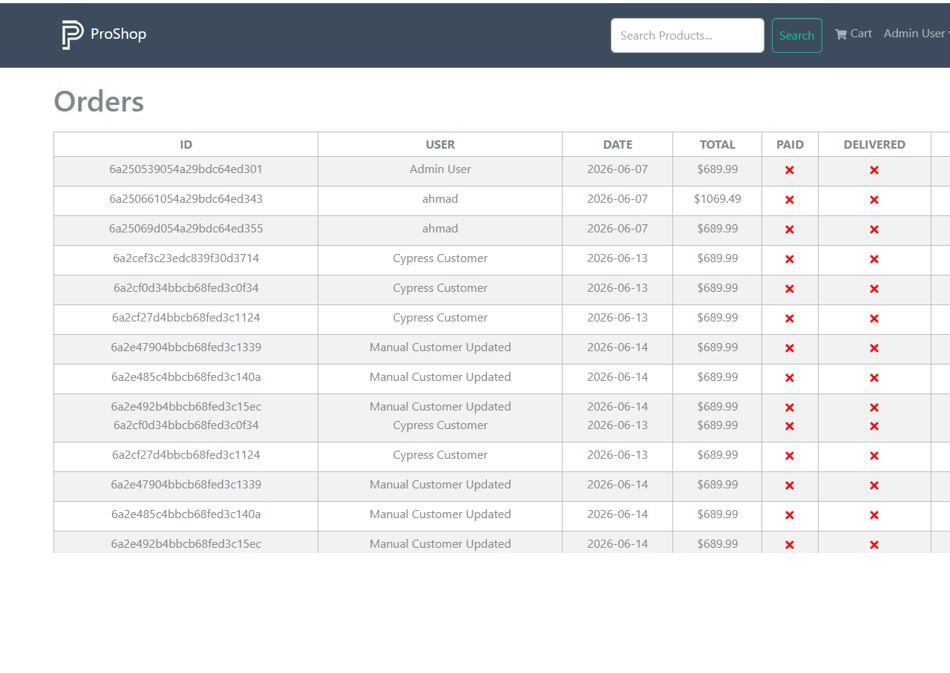 ProShop Search Products... Search Cart Admin User
Orders
ID USER DATE TOTAL PAID DELIVERED
6a250539054a29bdc64ed301 Admin User 2026-06-07 $689.99
6a250661054a29bdc64ed343 ahmad 2026-06-07 $1069.49
6a25069d054a29bdc64ed355 ahmad 2026-06-07 $689.99
6a2cef3c23edc839f30d3714 Cypress Customer 2026-06-13 $689.99
6a2cf0d34bbcb68fed3c0f34 Cypress Customer 2026-06-13 $689.99
6a2cf27d4bbcb68fed3c1124 Cypress Customer 2026-06-13 $689.99
6a2e47904bbcb68fed3c1339 Manual Customer Updated 2026-06-14 $689.99
6a2e485c4bbcb68fed3c140a Manual Customer Updated 2026-06-14 $689.99
6a2e492b4bbcb68fed3c15ec Manual Customer Updated 2026-06-14 $689.99
6a2cf0d34bbcb68fed3c0f34 Cypress Customer 2026-06-13 $689.99
6a2cf27d4bbcb68fed3c1124 Cypress Customer 2026-06-13 $689.99
6a2e47904bbcb68fed3c1339 Manual Customer Updated 2026-06-14 $689.99
6a2e485c4bbcb68fed3c140a Manual Customer Updated 2026-06-14 $689.99
6a2e492b4bbcb68fed3c15ec Manual Customer Updated 2026-06-14 $689.99